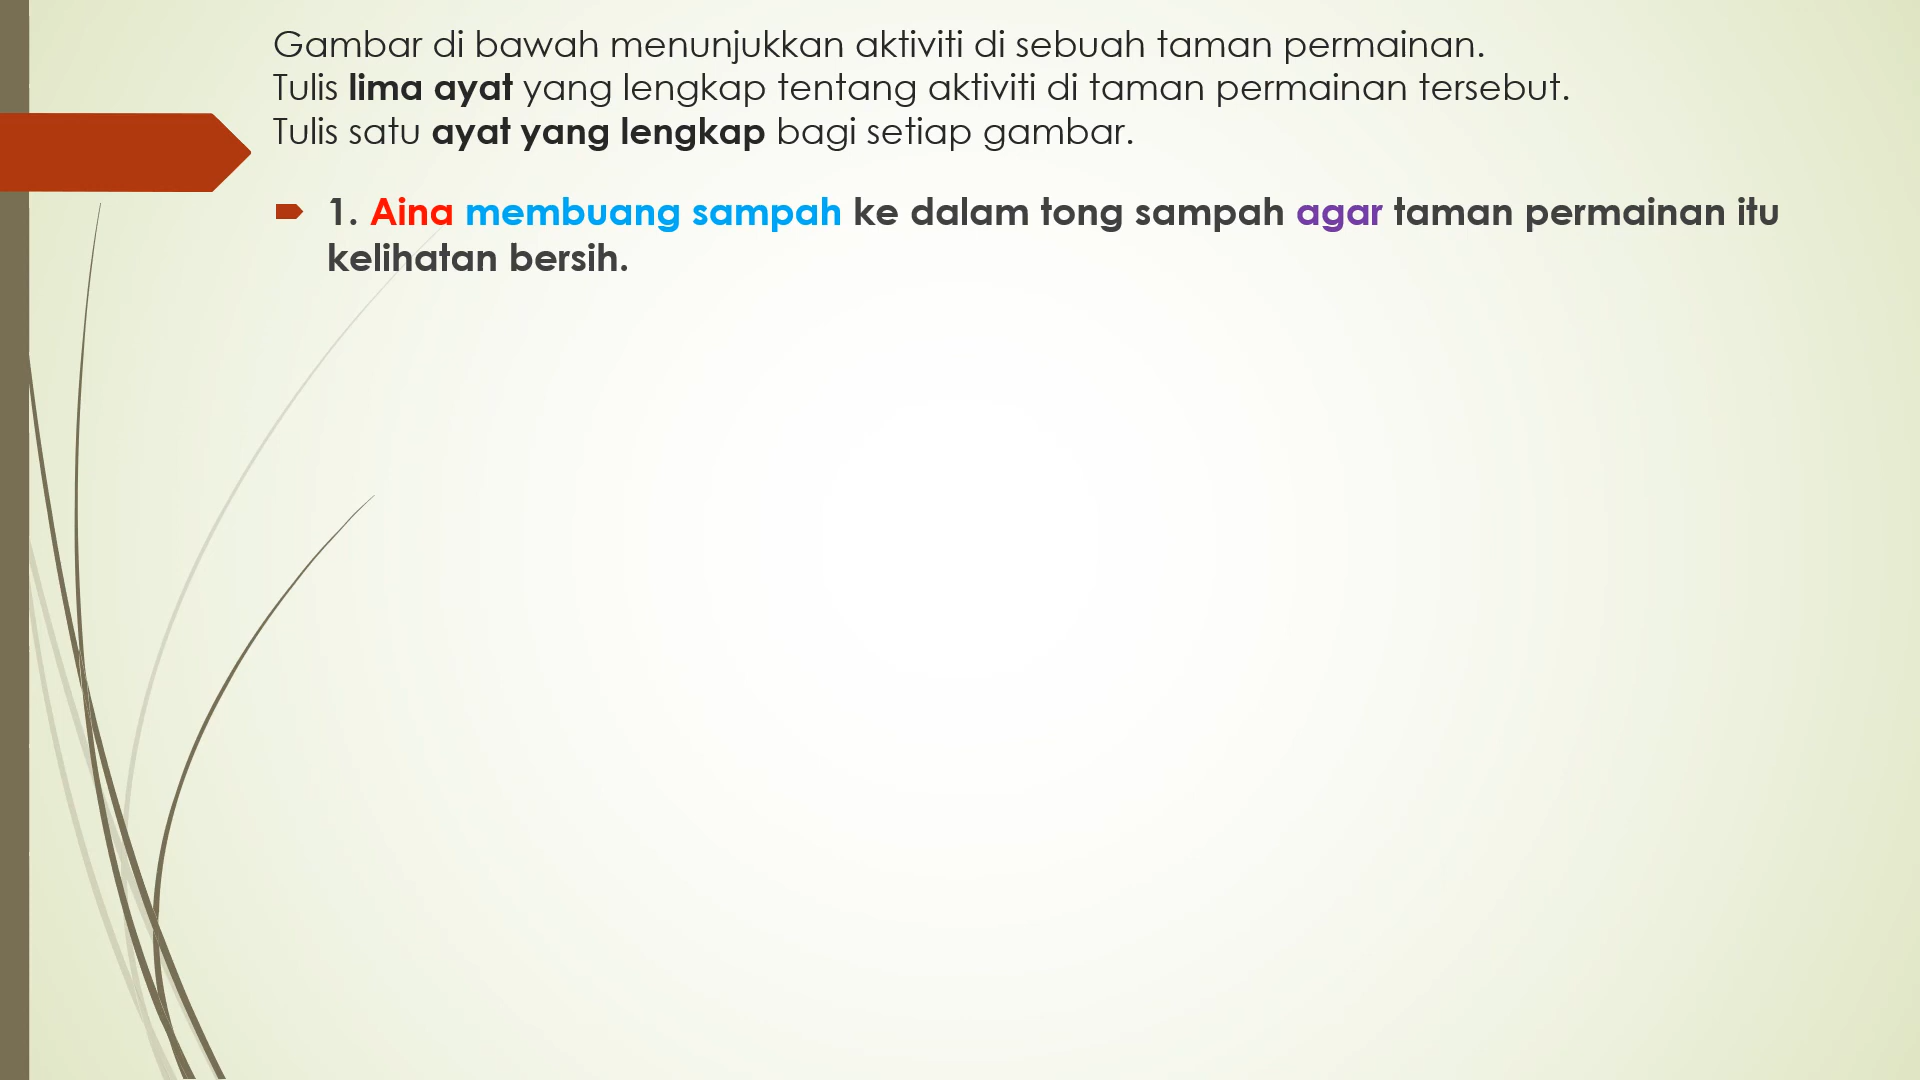 Gambar di bawah menunjukkan aktiviti di sebuah taman permainan.
Tulis lima ayat yang lengkap tentang aktiviti di taman permainan tersebut.
Tulis satu ayat yang lengkap bagi setiap gambar.
1. Aina membuang sampah ke dalam tong sampah agar taman permainan itu
kelihatan bersih.